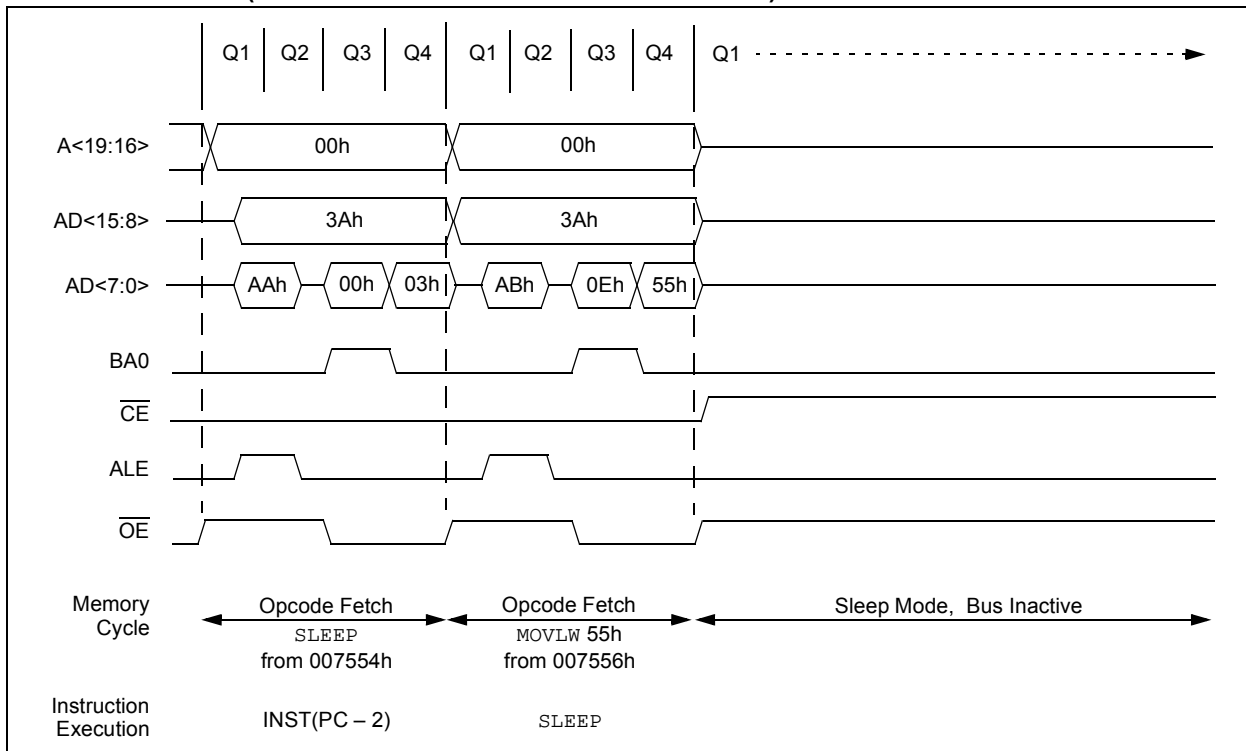 Q1 Q2 Q3 Q4 Q1 Q2 Q3 Q4 Q1
A<19:16> 00h 00h
AD<15:8> 3Ah 3Ah
AD<7:0> AAh 00h 03h ABh 0Eh 55h
BA0
CE
ALE
OE
Memory
Cycle
Opcode Fetch
SLEEP
from 007554h
Opcode Fetch
MOVLW 55h
from 007556h
Sleep Mode, Bus Inactive
Instruction
Execution
INST(PC – 2)
SLEEP